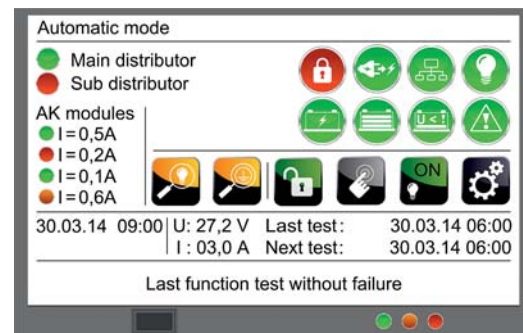 Automatic mode
Main distributor
Sub distributor
AK modules
I=0,5A
I=0,2A
I=0,1A
I=0,6A
U<!
ON
30.03.14 09:00 U: 27,2 V Last test: 30.03.14 06:00
I : 03,0 A Next test: 30.03.14 06:00
Last function test without failure